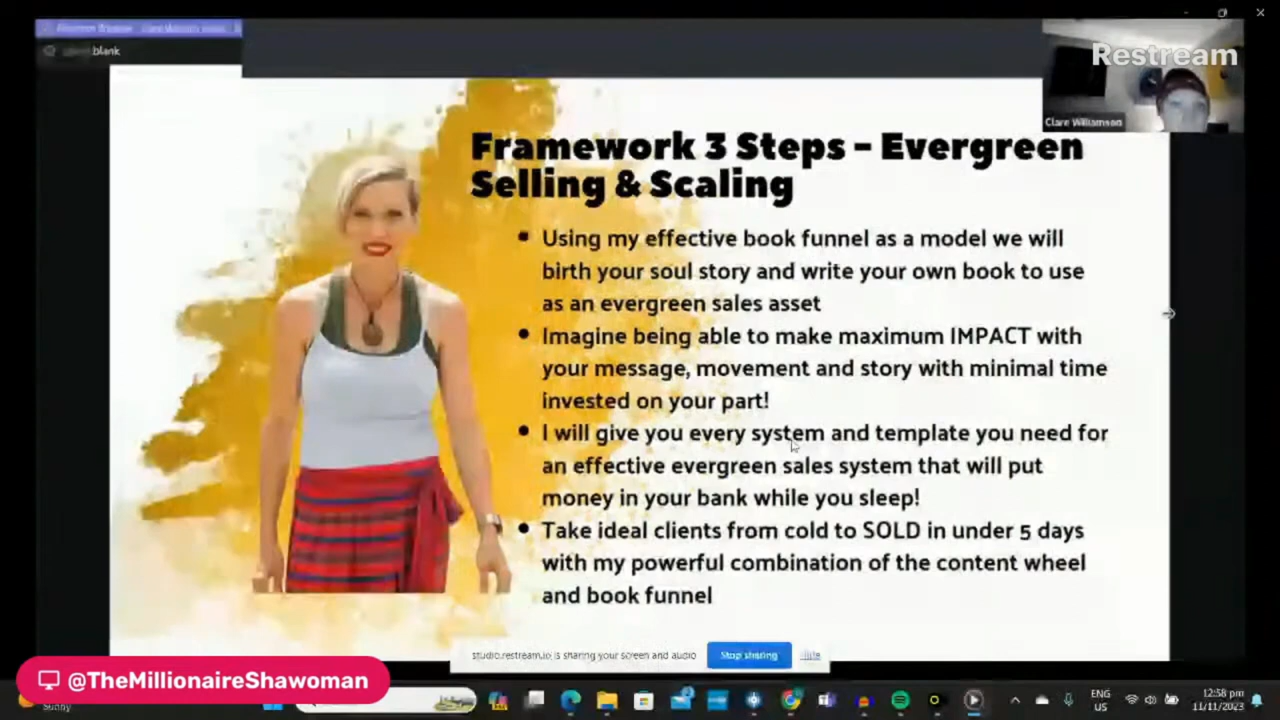 blank
Restream
Clare Williamson
Framework 3 Steps – Evergreen
Selling & Scaling
Using my effective book funnel as a model we will
birth your soul story and write your own book to use
as an evergreen sales asset
Imagine being able to make maximum IMPACT with
your message, movement and story with minimal time
invested on your part!
I will give you every system and template you need for
an effective evergreen sales system that will put
money in your bank while you sleep!
Take ideal clients from cold to SOLD in under 5 days
with my powerful combination of the content wheel
and book funnel
studio.restream.io is sharing your screen and audio
Stop sharing
Hide
@TheMillionaireShawoman
Sunny
ENG
US
12:58 pm
11/11/2023